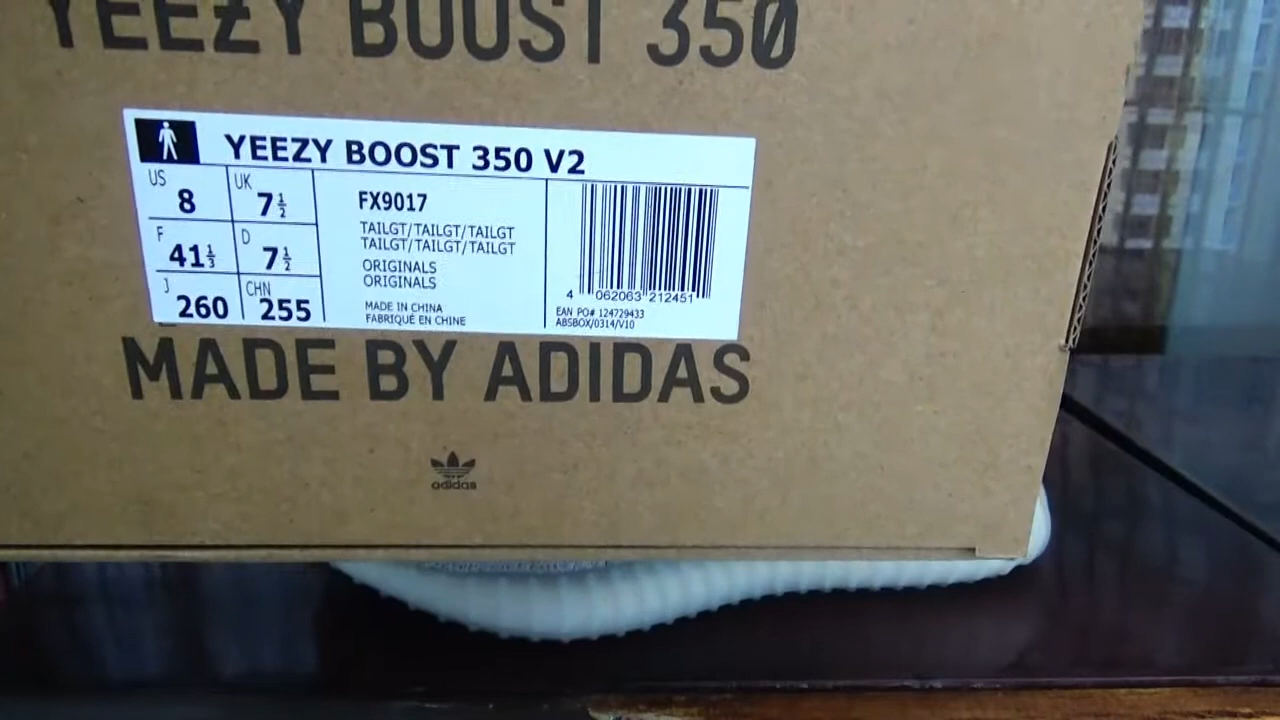 YEEZY BOOST 350
YEEZY BOOST 350 V2
US
8
UK
7½
F
41⅓
D
7½
J
260
CHN
255
FX9017
TAILGT/TAILGT/TAILGT
TAILGT/TAILGT/TAILGT
ORIGINALS
ORIGINALS
MADE IN CHINA
FABRIQUÉ EN CHINE
4 062063 212451
EAN PO# 124729433
ABSBOX/0314/V10
MADE BY ADIDAS
adidas